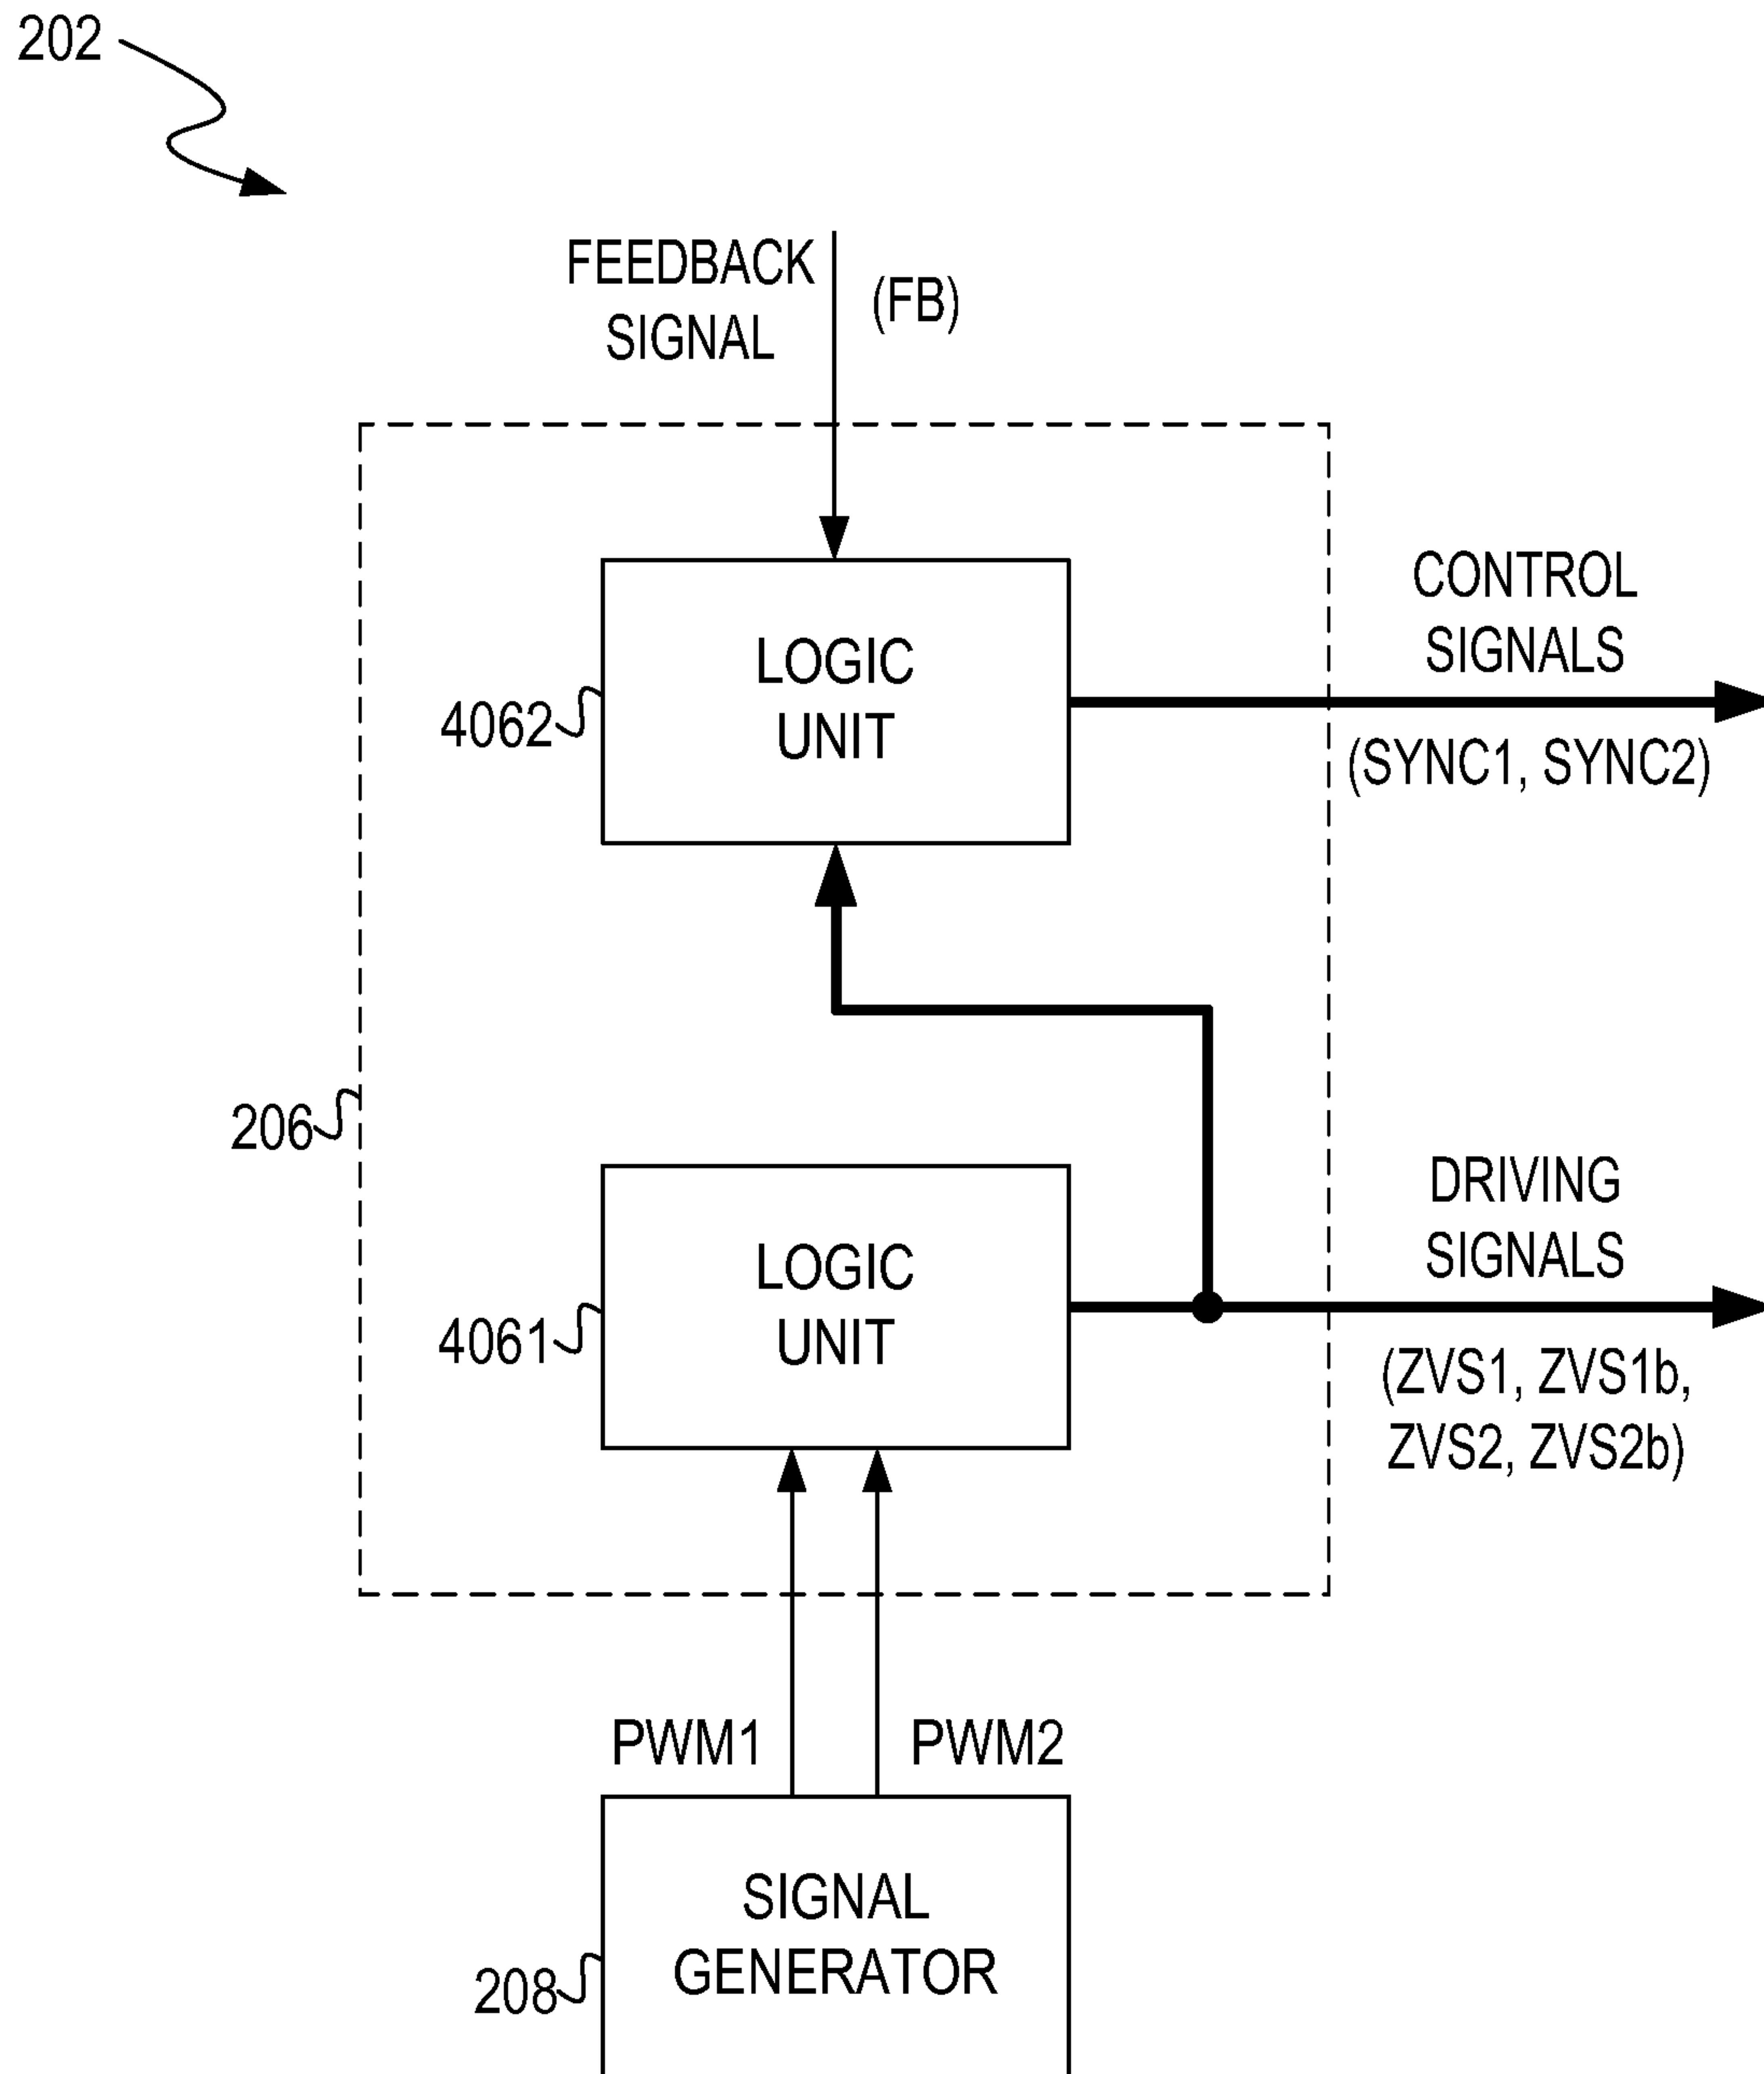 202
FEEDBACK
SIGNAL
(FB)
LOGIC
UNIT
4062
CONTROL
SIGNALS
(SYNC1, SYNC2)
206
LOGIC
UNIT
4061
DRIVING
SIGNALS
(ZVS1, ZVS1b,
ZVS2, ZVS2b)
PWM1
PWM2
SIGNAL
GENERATOR
208